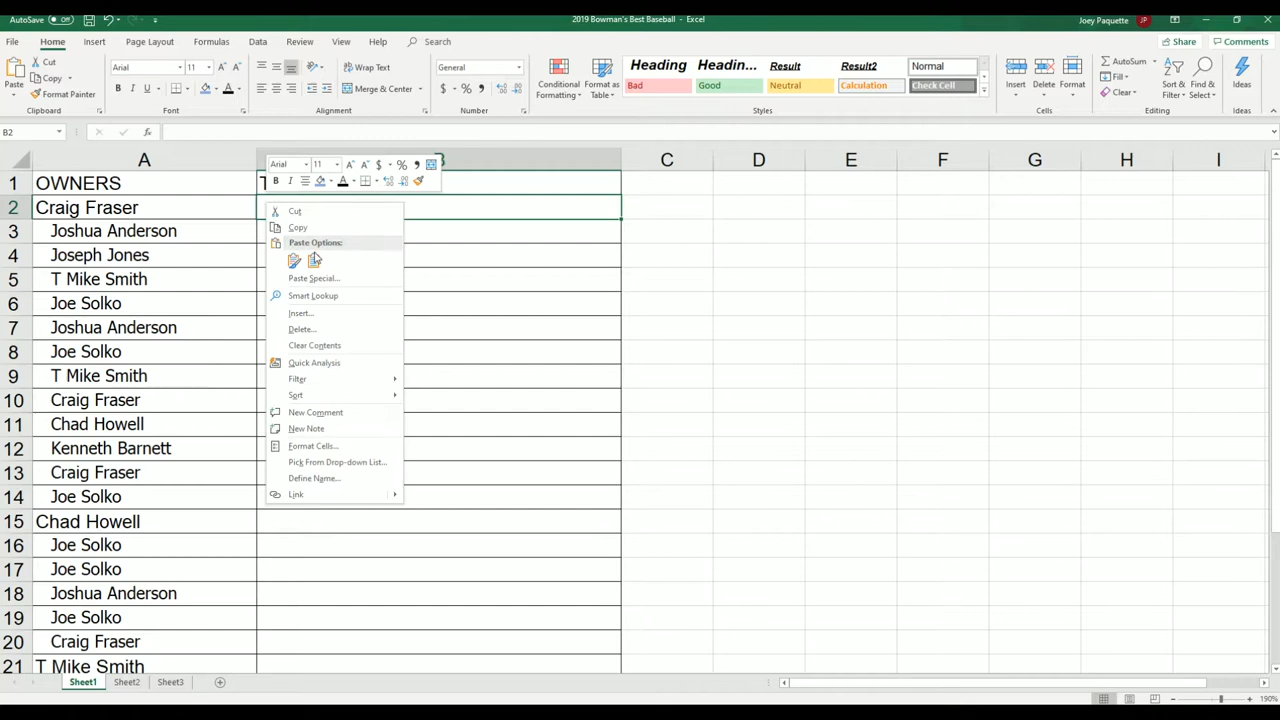 AutoSave Off 2019 Bowman's Best Baseball - Excel Joey Paquette JP
File Home Insert Page Layout Formulas Data Review View Help Search Share Comments
Cut
Copy
Format Painter
Paste
Clipboard
Arial 11
Font
Wrap Text
Merge & Center
Alignment
General
Number
Conditional Formatting
Format as Table
Heading Headin... Result Result2 Normal
Bad Good Neutral Calculation Check Cell
Styles
Insert Delete Format
Cells
AutoSum
Fill
Clear
Sort & Filter
Find & Select
Editing
Ideas
Ideas
B2 fx
A B C D E F G H I
Arial 11
1 OWNERS T
2 Craig Fraser
3 Joshua Anderson
4 Joseph Jones
5 T Mike Smith
6 Joe Solko
7 Joshua Anderson
8 Joe Solko
9 T Mike Smith
10 Craig Fraser
11 Chad Howell
12 Kenneth Barnett
13 Craig Fraser
14 Joe Solko
15 Chad Howell
16 Joe Solko
17 Joe Solko
18 Joshua Anderson
19 Joe Solko
20 Craig Fraser
21 T Mike Smith
Cut
Copy
Paste Options:
Paste Special...
Smart Lookup
Insert...
Delete...
Clear Contents
Quick Analysis
Filter
Sort
New Comment
New Note
Format Cells...
Pick From Drop-down List...
Define Name...
Link
Sheet1 Sheet2 Sheet3
190%